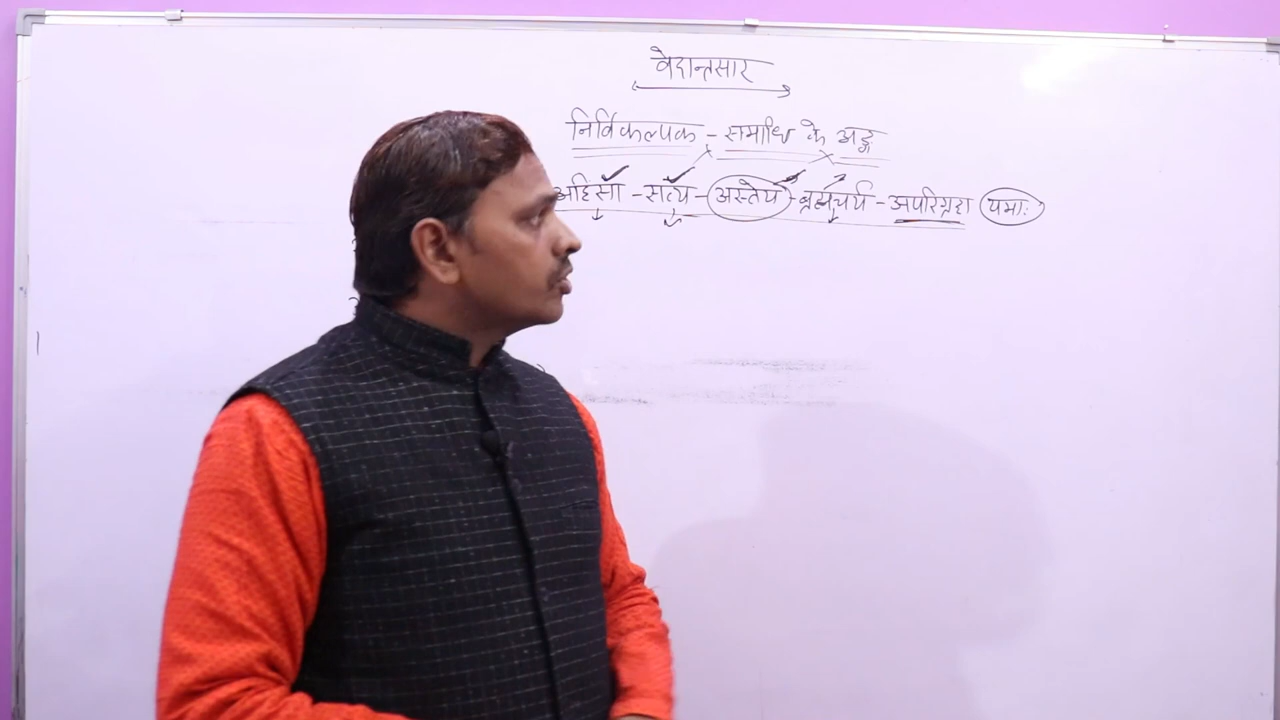 वेदान्तसार
निर्विकल्पक - समाधि के अङ्ग
अहिंसा - सत्य - अस्तेय - ब्रह्मचर्य - अपरिग्रहा यमाः